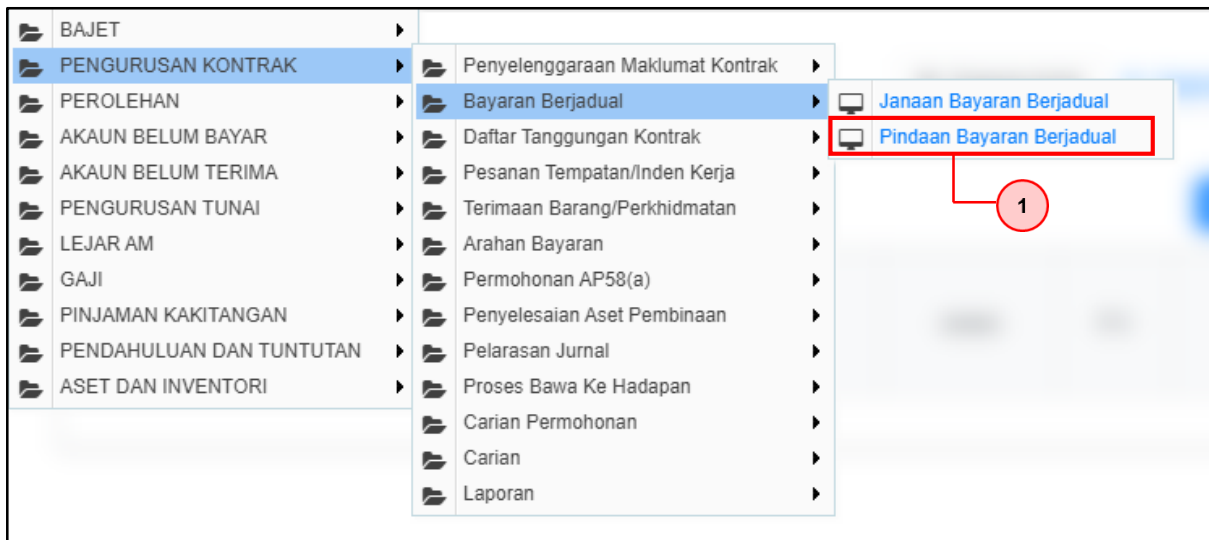 BAJET
PENGURUSAN KONTRAK
PEROLEHAN
AKAUN BELUM BAYAR
AKAUN BELUM TERIMA
PENGURUSAN TUNAI
LEJAR AM
GAJI
PINJAMAN KAKITANGAN
PENDAHULUAN DAN TUNTUTAN
ASET DAN INVENTORI
Penyelenggaraan Maklumat Kontrak
Bayaran Berjadual
Daftar Tanggungan Kontrak
Pesanan Tempatan/Inden Kerja
Terimaan Barang/Perkhidmatan
Arahan Bayaran
Permohonan AP58(a)
Penyelesaian Aset Pembinaan
Pelarasan Jurnal
Proses Bawa Ke Hadapan
Carian Permohonan
Carian
Laporan
Janaan Bayaran Berjadual
Pindaan Bayaran Berjadual
1